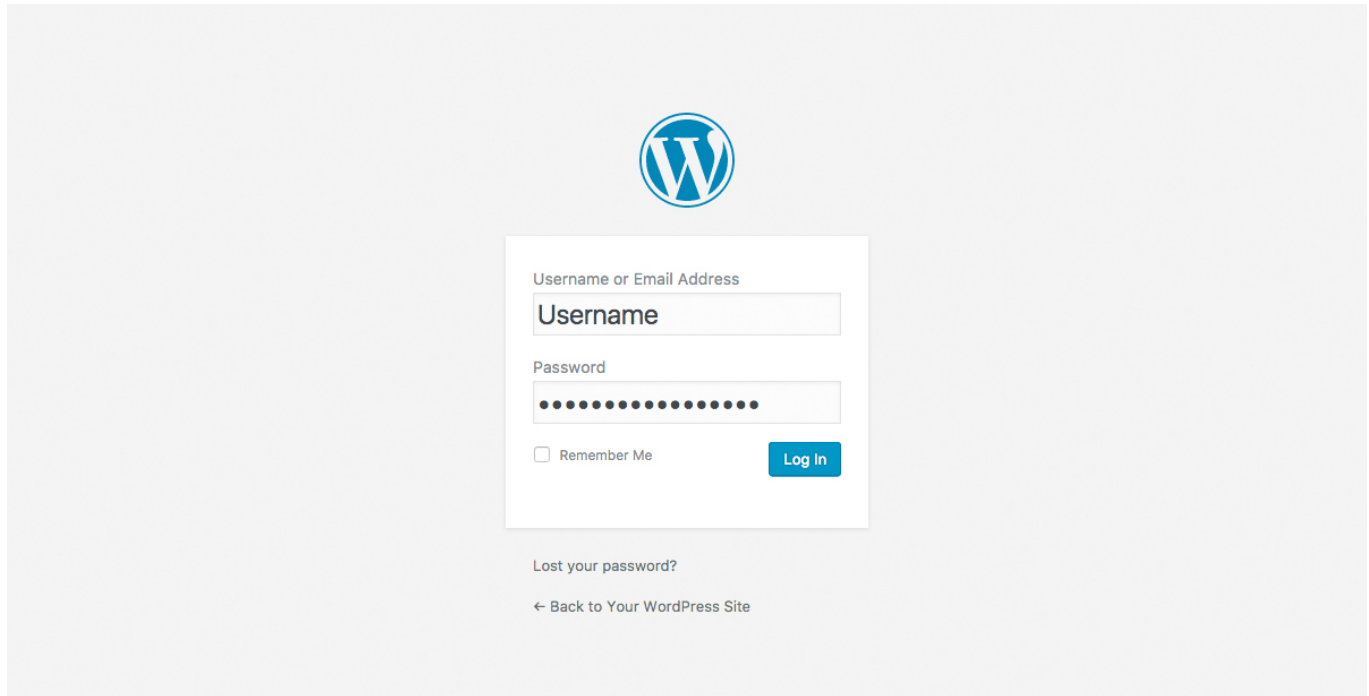 Username or Email Address
Username
Password
•••••••••••••••••
Remember Me
Log In
Lost your password?
← Back to Your WordPress Site